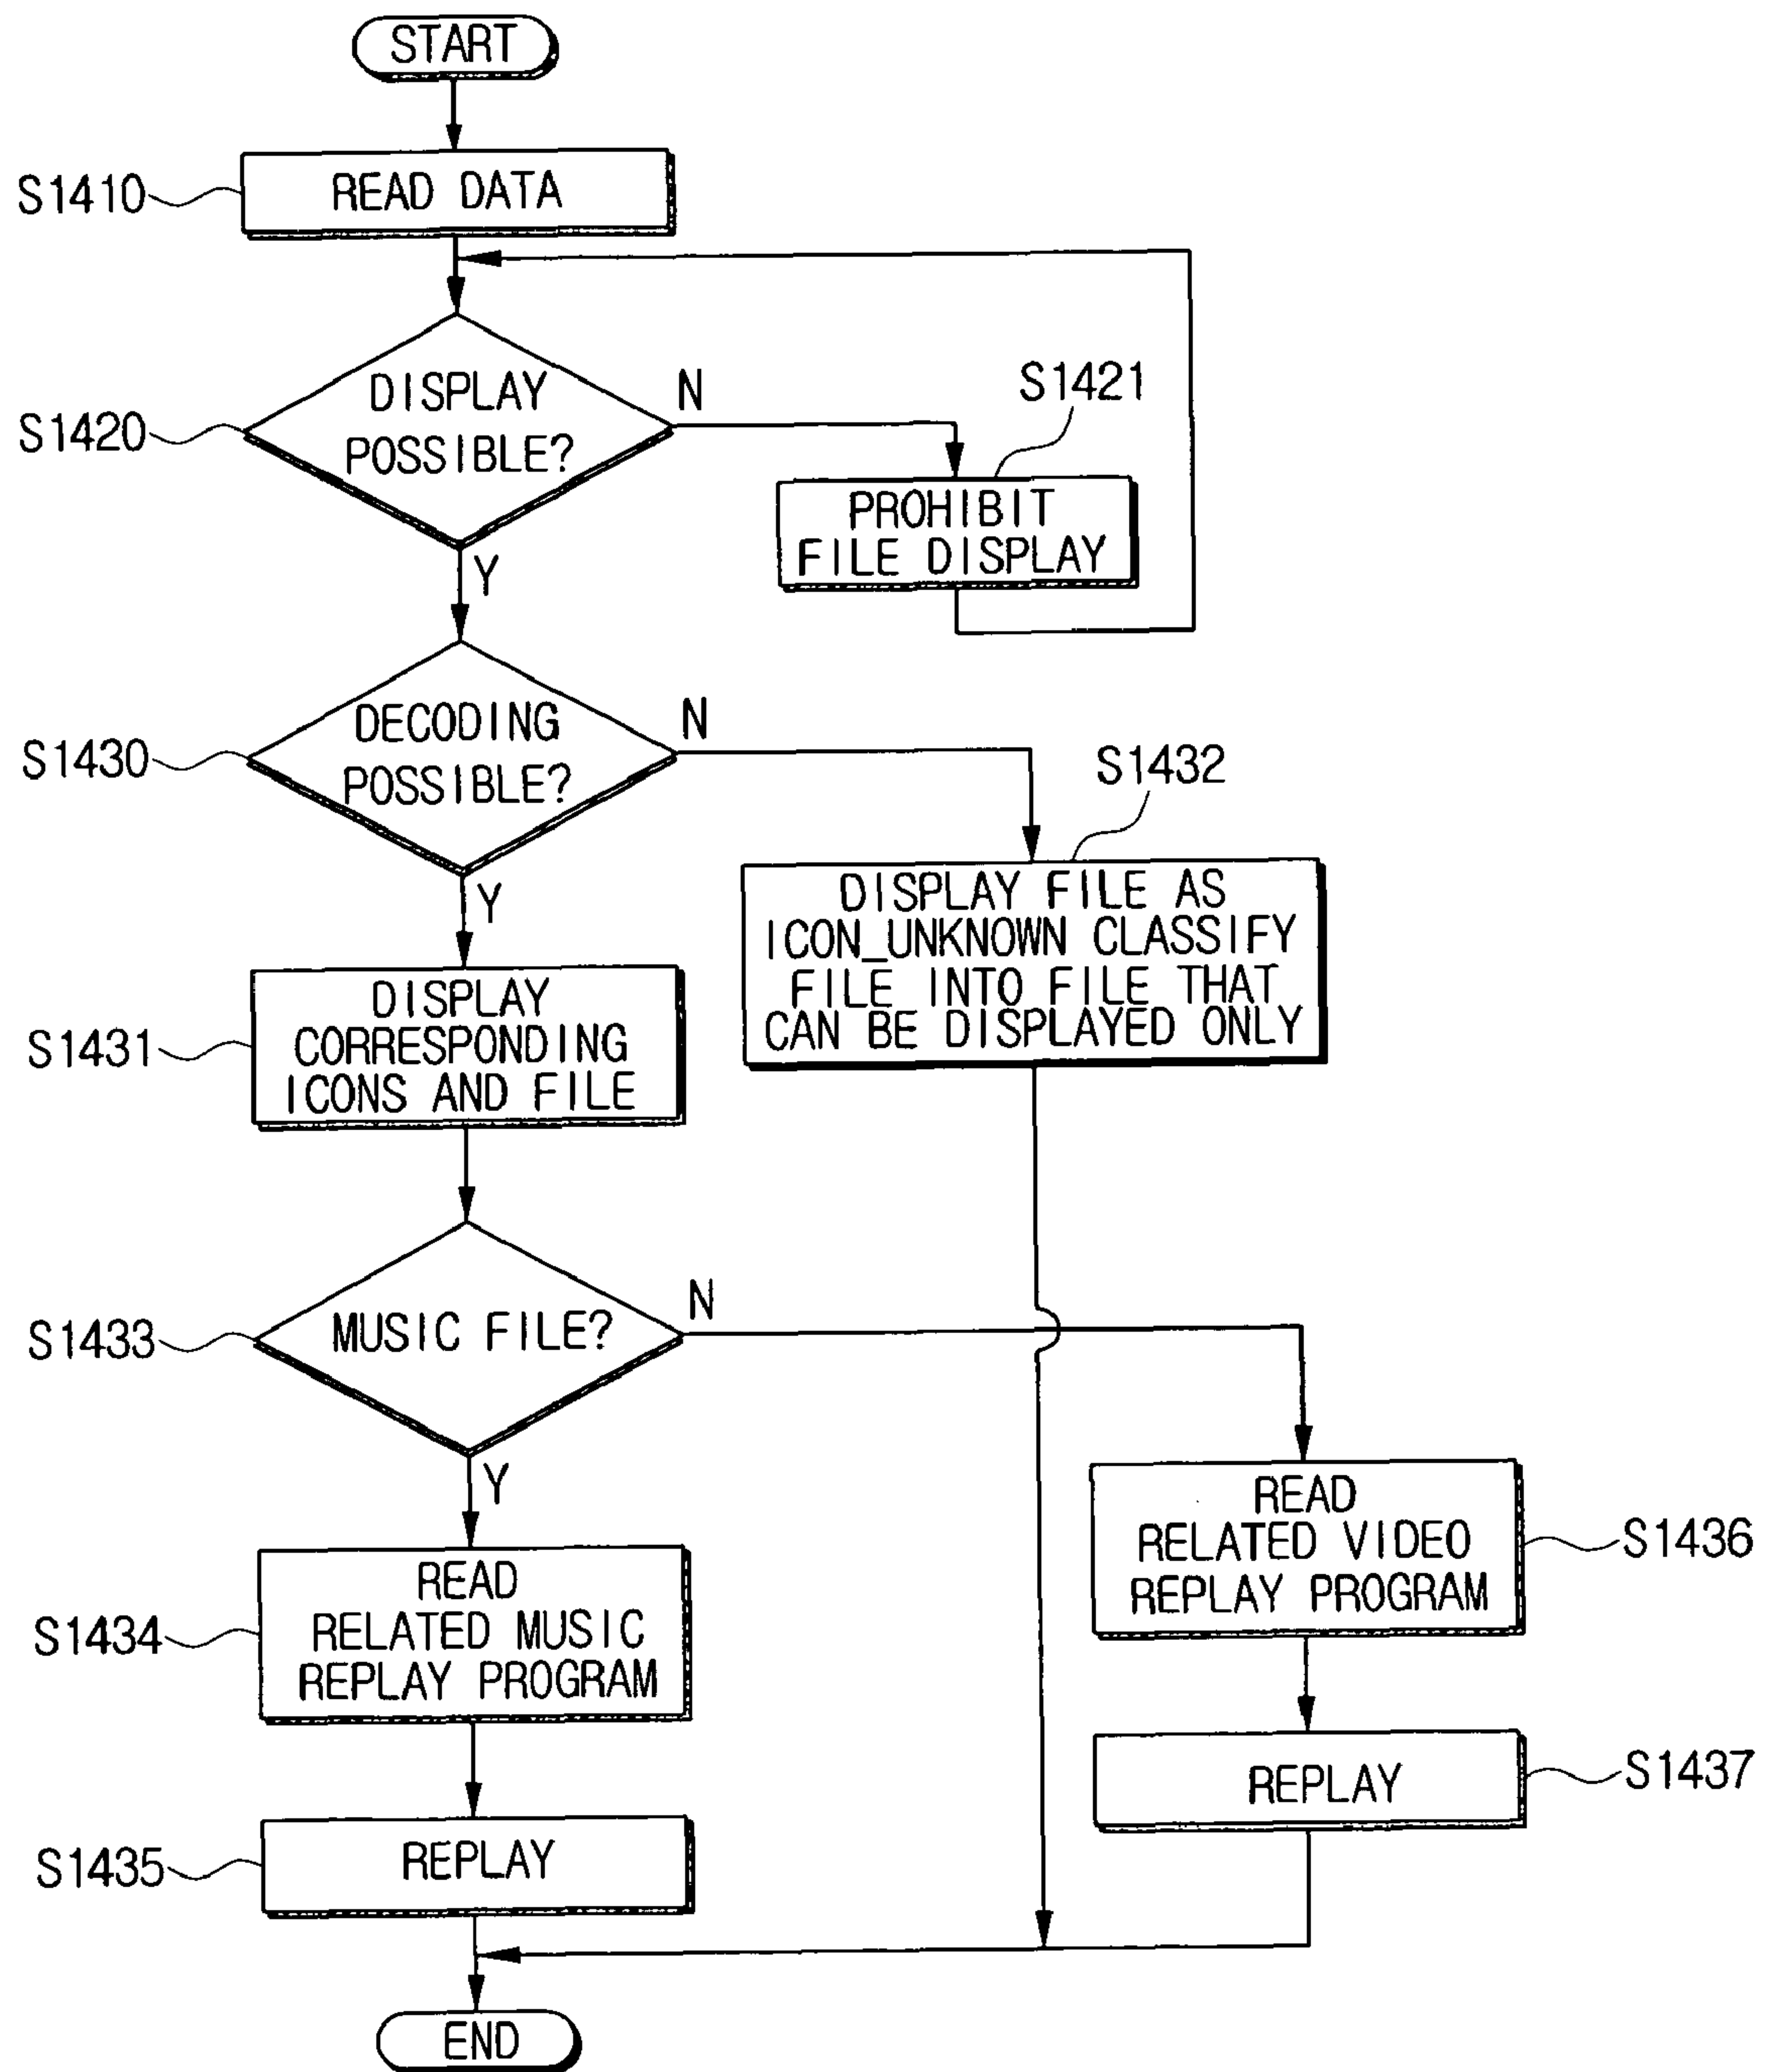 START
S1410
READ DATA
S1420
DISPLAY
POSSIBLE?
N
Y
S1421
PROHIBIT
FILE DISPLAY
S1430
DECODING
POSSIBLE?
N
Y
S1432
DISPLAY FILE AS
ICON_UNKNOWN CLASSIFY
FILE INTO FILE THAT
CAN BE DISPLAYED ONLY
S1431
DISPLAY
CORRESPONDING
ICONS AND FILE
S1433
MUSIC FILE?
N
Y
S1434
READ
RELATED MUSIC
REPLAY PROGRAM
READ
RELATED VIDEO
REPLAY PROGRAM
S1436
S1435
REPLAY
REPLAY
S1437
END